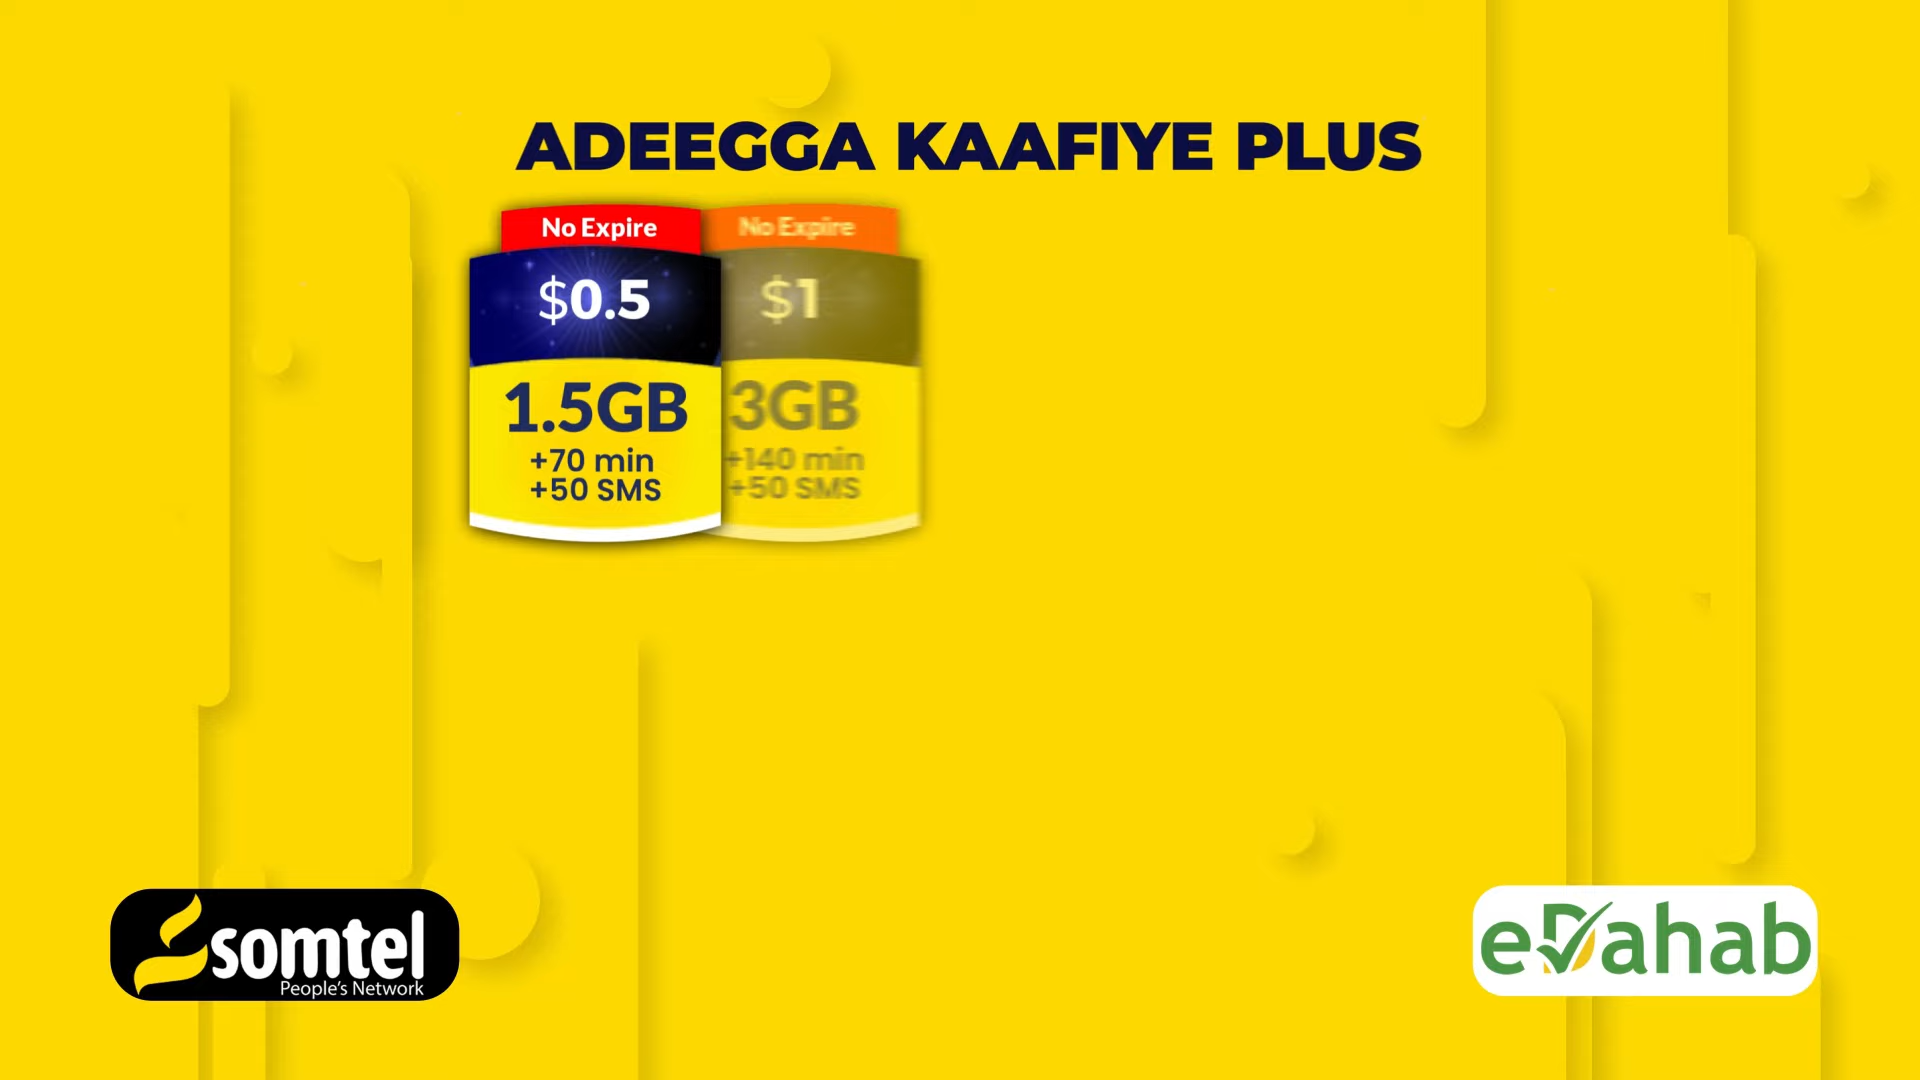 ADEEGGA KAAFIYE PLUS
No Expire
$0.5
1.5GB
+70 min
+50 SMS
No Expire
$1
3GB
+140 min
+50 SMS
somtel
People's Network
eDahab